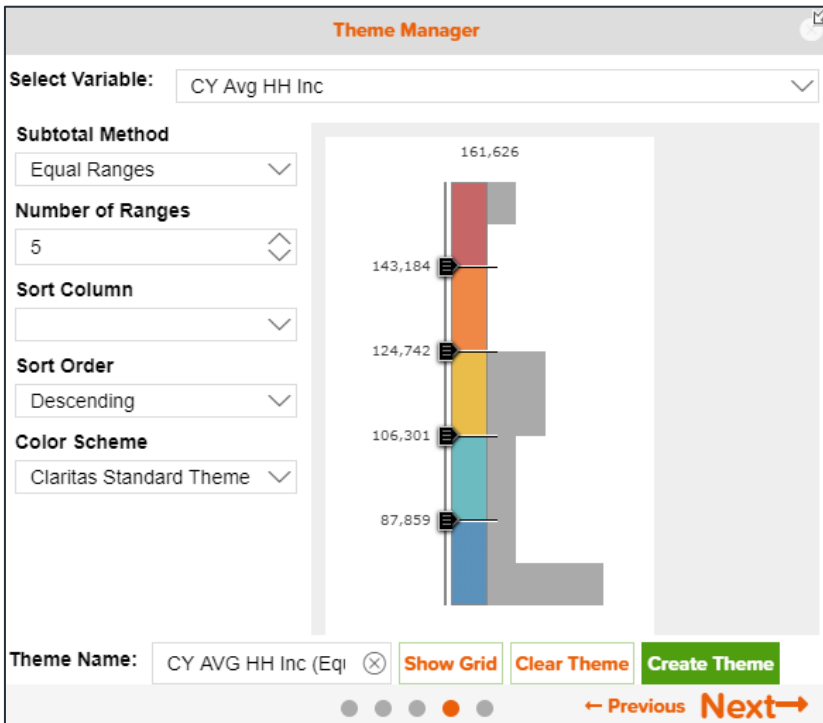 Theme Manager
Select Variable:
CY Avg HH Inc
Subtotal Method
Equal Ranges
Number of Ranges
5
Sort Column
Sort Order
Descending
Color Scheme
Claritas Standard Theme
161,626
143,184
124,742
106,301
87,859
Theme Name:
CY AVG HH Inc (Equ
Show Grid
Clear Theme
Create Theme
← Previous
Next→